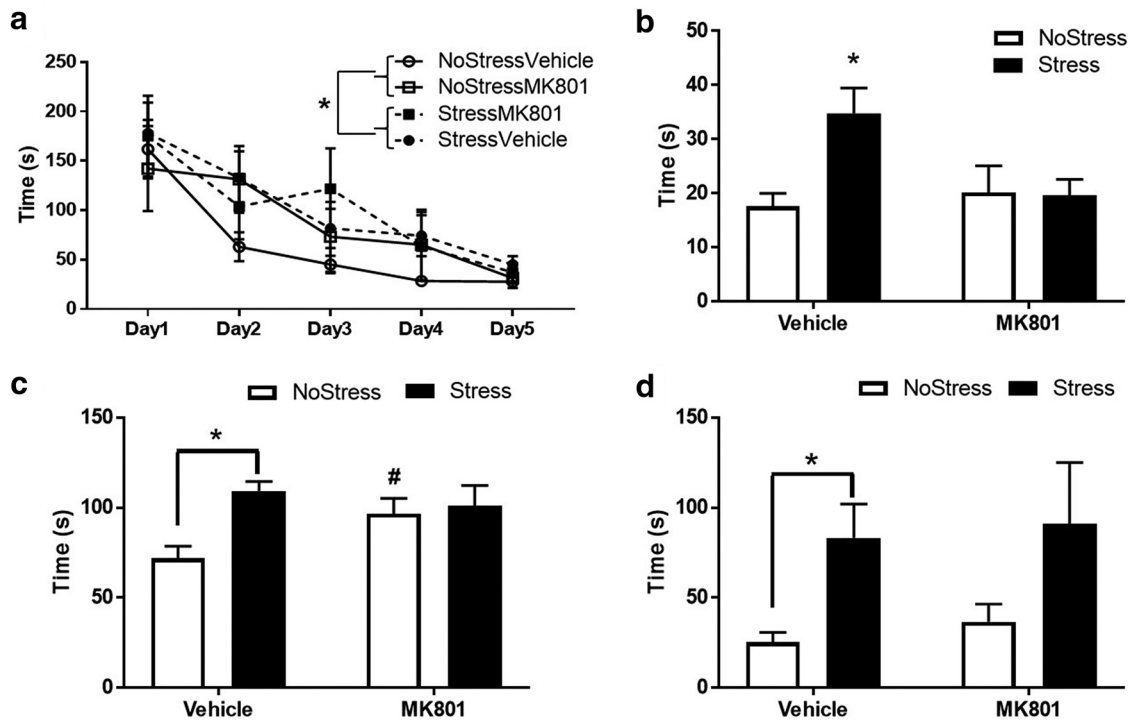 a
NoStressVehicle
NoStressMK801
StressMK801
StressVehicle
*
250
200
150
100
50
0
Time (s)
Day1 Day2 Day3 Day4 Day5
b
NoStress
Stress
*
50
40
30
20
10
0
Time (s)
Vehicle MK801
c
NoStress Stress
*
#
150
100
50
0
Time (s)
Vehicle MK801
d
NoStress Stress
*
150
100
50
0
Time (s)
Vehicle MK801